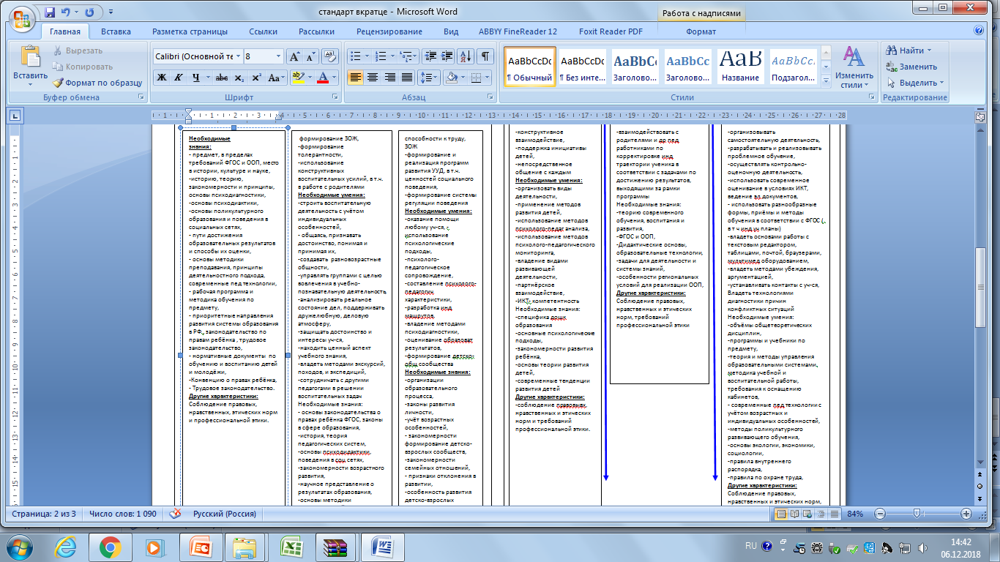 стандарт вкратце - Microsoft Word
Работа с надписями
Главная
Вставка
Разметка страницы
Ссылки
Рассылки
Рецензирование
Вид
ABBYY FineReader 12
Foxit Reader PDF
Формат
Вставить
Вырезать
Копировать
Формат по образцу
Буфер обмена
Calibri (Основной те
8
Ж К Ч abc x₂ x² Aa
Шрифт
Абзац
AaBbCcDc
¶ Обычный
AaBbCcDc
¶ Без инте...
AaBbC
Заголово...
AaBbCc
Заголово...
АаВ
Название
AaBbCc.
Подзагол...
Стили
Изменить
стили
Найти
Заменить
Выделить
Редактирование
Необходимые
знания:
- предмет, в пределах
требований ФГОС и ООП, место
в истории, культуре и науке,
-историю, теорию,
закономерности и принципы,
основы психодиагностики,
-основы психодиактики,
-основы поликультурного
образования и поведения в
социальных сетях,
- пути достижения
образовательных результатов
и способы их оценки,
- основы методики
преподавания, принципы
деятельностного подхода,
современные пед технологии,
- рабочая программа и
методика обучения по
предмету,
- приоритетные направления
развития системы образования
в РФ, законодательство по
правам ребёнка , трудовое
законодательство,
- нормативные документы по
обучению и воспитанию детей
и молодёжи,
-Конвенцию о правах ребёнка,
- Трудовое законодательство.
Другие характеристики:
Соблюдение правовых,
нравственных, этических норм
и профессиональной этики.
формирование ЗОЖ,
-формирование
толерантности,
-использование
конструктивных
воспитательных усилий, в т.ч.
в работе с родителями
Необходимые умения:
-строить воспитательную
деятельность с учётом
индивидуальных
особенностей,
- общаясь, признавать
достоинство, понимая и
принимая их,
-создавать разновозрастные
общности,
-управлять группами с целью
вовлечения в учебно-
познавательную деятельность,
-анализировать реальное
состояние дел, поддерживать
дружелюбную, деловую
атмосферу,
-защищать достоинство и
интересы уч-ся,
-находить ценный аспект
учебного знания,
-владеть методами экскурсий,
походов, и экспедиций,
-сотрудничать с другими
педагогами в решении
воспитательных задач
Необходимые знания:
- основы законодательства о
правах ребёнка ФГОС, законы
в сфере образования,
-история, теория
педагогических систем,
-основы психодидактики,
поведения в соц сетях,
-закономерности возрастного
развития,
-научное представление о
результатах образования,
-основы методики
способности к труду,
ЗОЖ
-формирование и
реализация программ
развития УУД, в т.ч.
ценностей социального
поведения,
-формирование системы
регуляции поведения
Необходимые умения:
-оказание помощи
любому уч-ся, -
использование
психологические
подходы,
-психолого-
педагогическое
сопровождение,
-составление психолого-
педагогич
характеристики,
-разработка инд
машрутов,
-владение методами
психодиагностики,
-оценивание образоват
результатов,
-формирование детско-
общ сообщества
Необходимые знания:
-организации
образовательного
процесса,
-законы развития
личности,
-учёт возрастных
особенностей,
- закономерности
формирование детско-
взрослых сообществ,
-закономерности
семейных отношений,
- признаки отклонения в
развитии,
-особенность развития
детско-взрослых
-конструктивное
взаимодействие,
-поддержка инициативы
детей,
-непосредственное
общение с каждым
Необходимые умения:
-организовать виды
деятельности,
-применение методов
развития детей,
-использование методов
психолого-педагог анализа,
-использование методов
психолого-педагогического
мониторинга,
-владение видами
развивающей
деятельности,
-партнёрское
взаимодействие,
-ИКТ- компетентность
Необходимые знания:
-специфика дошк
образования
-основные психологические
подходы,
-закономерности развития
ребёнка,
-основы теории развития
детей,
-современные тенденции
развития детей
Другие характеристики:
-соблюдение правовывх,
нравственных и этических
норм и требований
профессиональной этики.
-взаимодействовать с
родителями и др пед.
работниками по
корректировке инд
траектории ученика в
соответствии с задачами по
достижению результатов,
выходящими за рамки
программы
Необходимые знания:
-теорию современного
обучения, воспитания и
развития,
-ФГОС и ООП,
-Дидактические основы,
образовательные технологии,
-задачи для деятельности и
системы знаний,
-особенности региональных
условий для реализации ООП,
Другие характеристики:
Соблюдение правовых,
нравственных и этических
норм, требований
профессиональной этики
-организовывать
самостоятельную деятельность,
-разрабатывать и реализовывать
проблемное обучение,
-осуществлять контрольно-
оценочную деятельность,
-использовать современное
оценивание в условиях ИКТ,
ведение эл документов,
- использовать разнообразные
формы, приёмы и методы
обучения в соответствии с ФГОС (,
в т ч инд уч планы)
-владеть основами работы с
текстовым редактором,
таблицами, почтой, браузерами,
мультимед оборудованием,
-владеть методами убеждения,
аргументацией,
-устанавливать контакты с уч-ся,
Владеть технологиями
диагностики причин
конфликтных ситуаций
Необходимые умения:
-объёмы общетеоретических
дисциплин,
-программы и учебники по
предмету,
-теория и методы управления
образовательными системами,
методика учебной и
воспитательной работы,
требования к оснащению
кабинетов,
- современные пед технологии с
учётом возрастных и
индивидуальных особенностей,
-методы поликультурного
развивающего обучения,
-основы экологии, экономики,
социологии,
-правила внутреннего
распорядка,
-правила по охране труда,
Другие характеристики:
Соблюдение правовых,
нравственных и этических норм,
Страница: 2 из 3
Число слов: 1 090
Русский (Россия)
84%
RU
14:42
06.12.2018